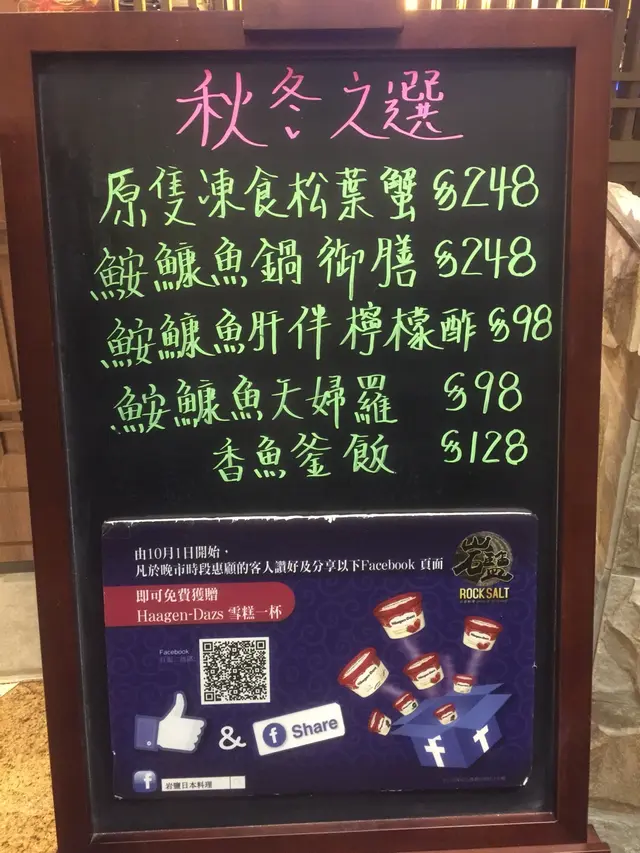 秋冬之選
原隻凍食松葉蟹 $248
鮟鱇魚鍋御膳 $248
鮟鱇魚肝伴檸檬酢 $98
鮟鱇魚天婦羅 $98
香魚釜飯 $128
由10月1日開始，
凡於晚市時段惠顧的客人讚好及分享以下Facebook 頁面
即可免費獲贈
Haagen-Dazs 雪糕一杯
岩鹽
ROCKSALT
Facebook
& f Share
f 岩鹽日本料理